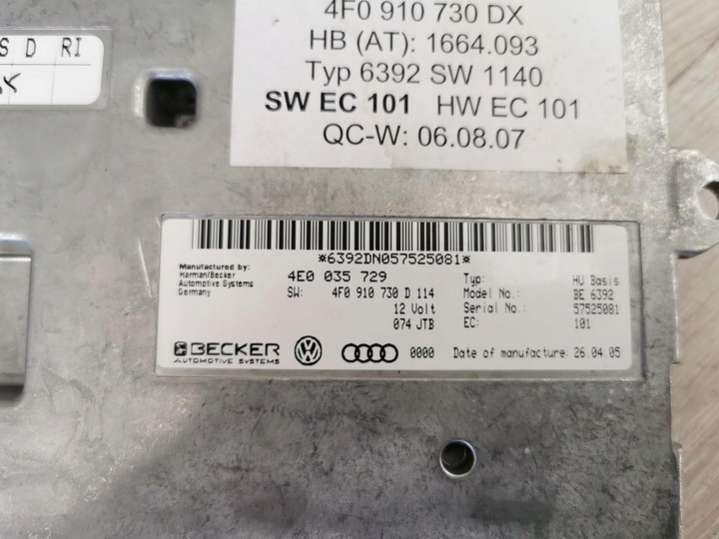 S D RI
4F0 910 730 DX
HB (AT): 1664.093
Typ 6392 SW 1140
SW EC 101 HW EC 101
QC-W: 06.08.07
*6392DN057525081*
Manufactured by:
Harman/Becker
Automotive Systems
Germany
4E0 035 729
SW: 4F0 910 730 D 114
12 Volt
074 JTB
Typ: HU Basis
Model No.: BE 6392
Serial No.: 57525081
EC: 101
BECKER
AUTOMOTIVE SYSTEMS
0000 Date of manufacture: 26.04.05